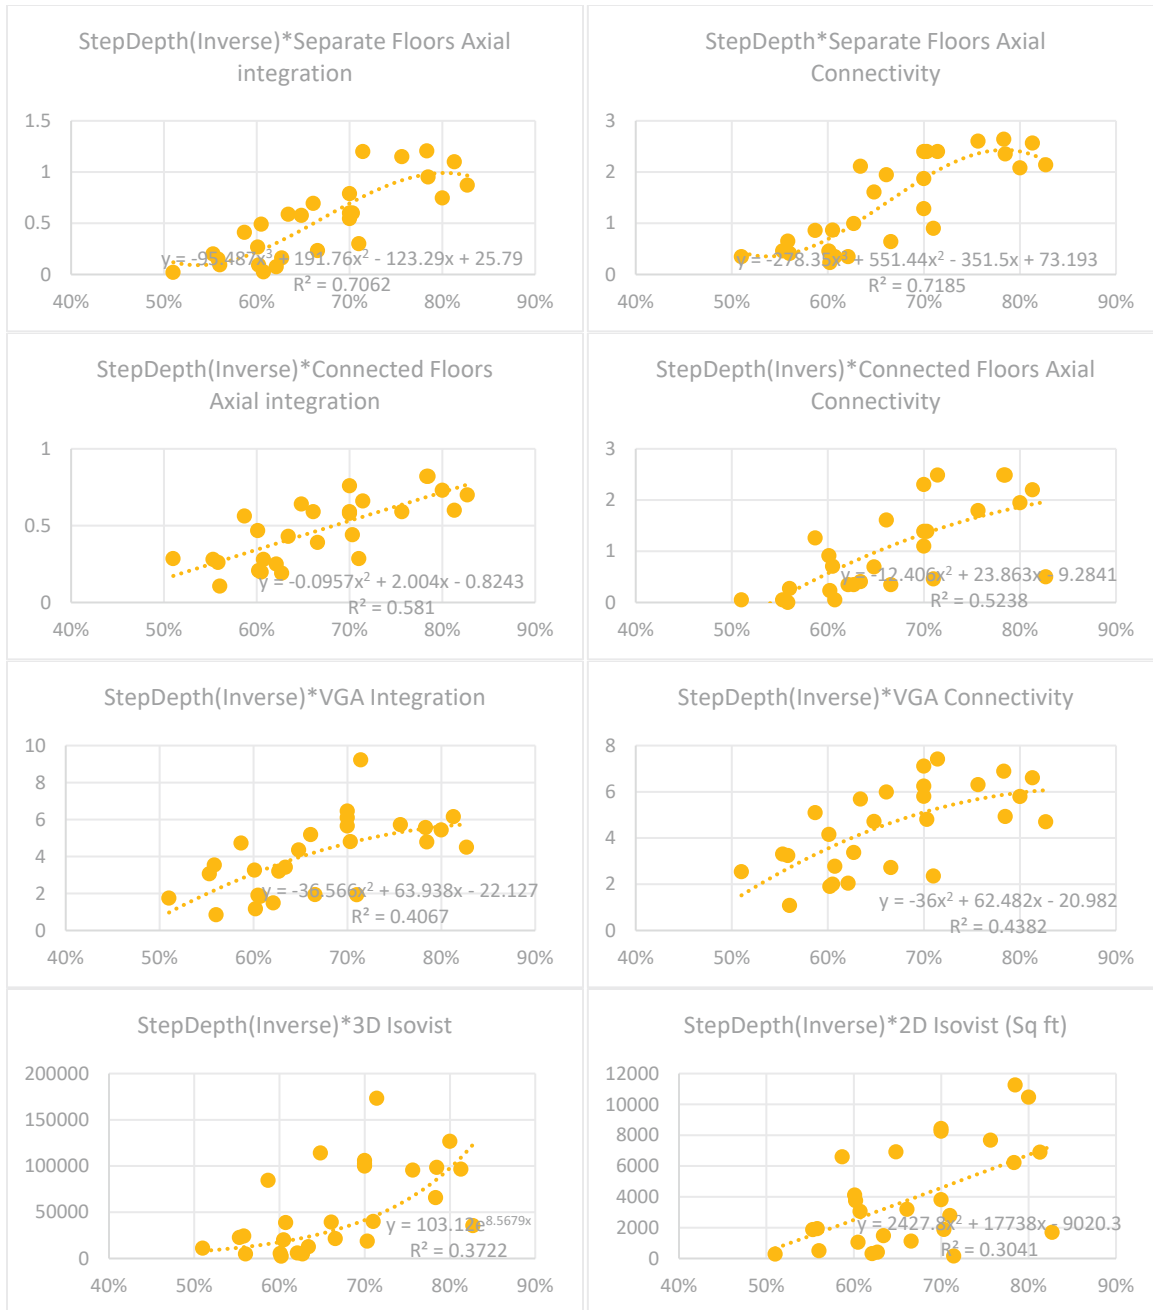 StepDepth(Inverse)*Separate Floors Axial
integration
1.5
1
0.5
0
y = -95.487x³ + 191.76x² - 123.29x + 25.79
R² = 0.7062
40% 50% 60% 70% 80% 90%
StepDepth*Separate Floors Axial
Connectivity
3
2
1
0
y = -278.35x³ + 551.44x² - 351.5x + 73.193
R² = 0.7185
40% 50% 60% 70% 80% 90%
StepDepth(Inverse)*Connected Floors
Axial integration
1
0.5
0
y = -0.0957x² + 2.004x - 0.8243
R² = 0.581
40% 50% 60% 70% 80% 90%
StepDepth(Invers)*Connected Floors Axial
Connectivity
3
2
1
0
y = -12.406x² + 23.863x - 9.2841
R² = 0.5238
40% 50% 60% 70% 80% 90%
StepDepth(Inverse)*VGA Integration
10
8
6
4
2
0
y = -36.566x² + 63.938x - 22.127
R² = 0.4067
40% 50% 60% 70% 80% 90%
StepDepth(Inverse)*VGA Connectivity
8
6
4
2
0
y = -36x² + 62.482x - 20.982
R² = 0.4382
40% 50% 60% 70% 80% 90%
StepDepth(Inverse)*3D Isovist
200000
150000
100000
50000
0
y = 103.12e⁸·⁵⁶⁷⁹ˣ
R² = 0.3722
40% 50% 60% 70% 80% 90%
StepDepth(Inverse)*2D Isovist (Sq ft)
12000
10000
8000
6000
4000
2000
0
y = 2427.8x² + 17738x - 9020.3
R² = 0.3041
40% 50% 60% 70% 80% 90%